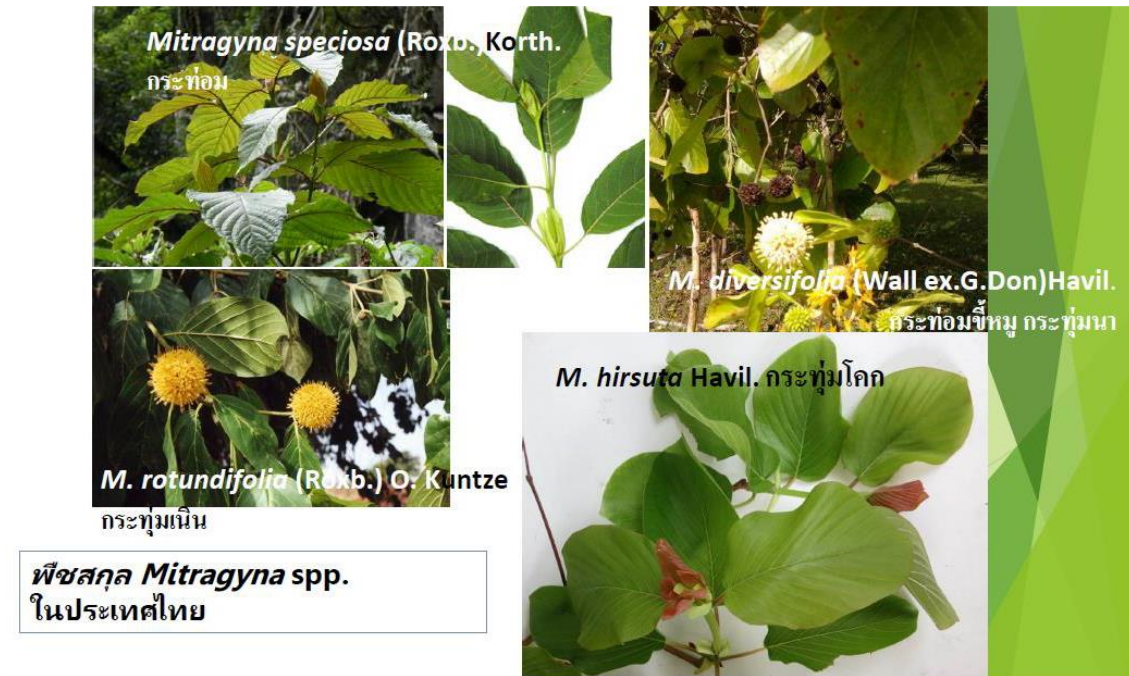 Mitragyna speciosa (Roxb.)Korth.
กระท่อม
M. diversifolia (Wall ex.G.Don)Havil.
กระท่อมขี้หมู กระทุ่มนา
M. hirsuta Havil. กระทุ่มโคก
M. rotundifolia (Roxb.) O. Kuntze
กระทุ่มเนิน
พืชสกุล Mitragyna spp.
ในประเทศไทย